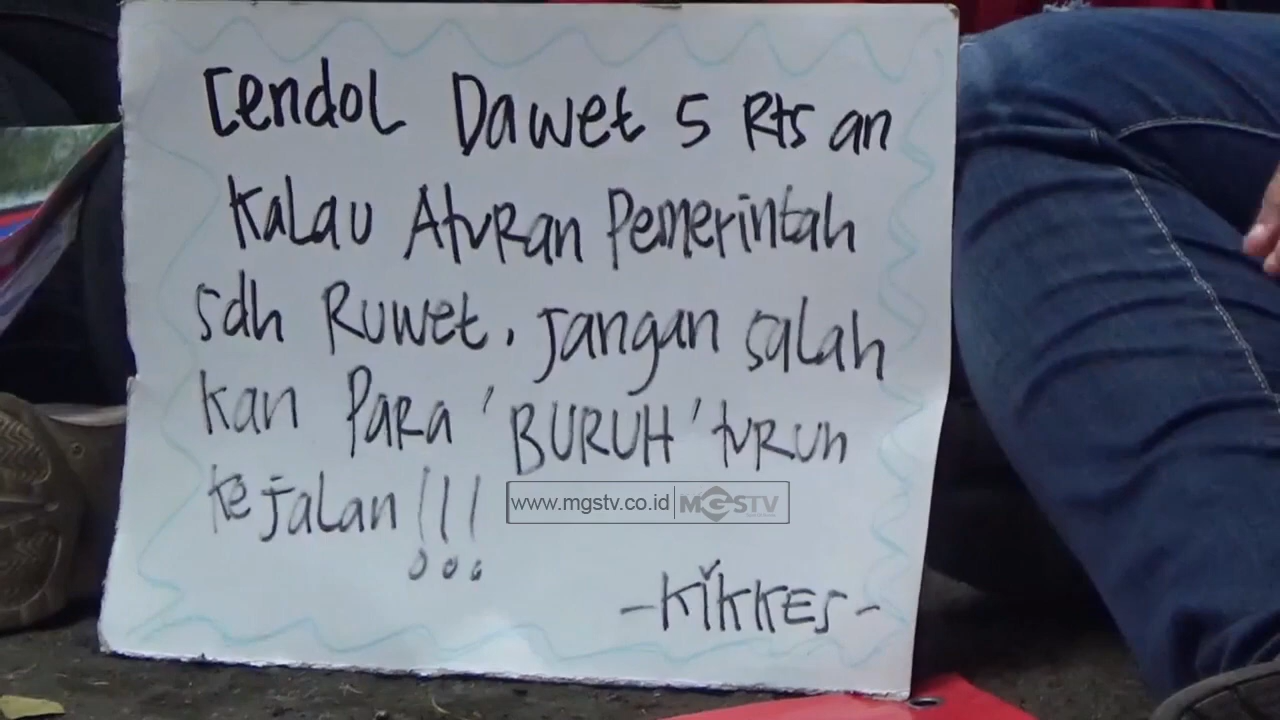 Cendol Dawet 5 Rts an
Kalau Aturan Pemerintah
sdh Ruwet, jangan salah
kan Para 'BURUH' turun
ke jalan!!!
www.mgstv.co.id MGSTV
-KIKKES-